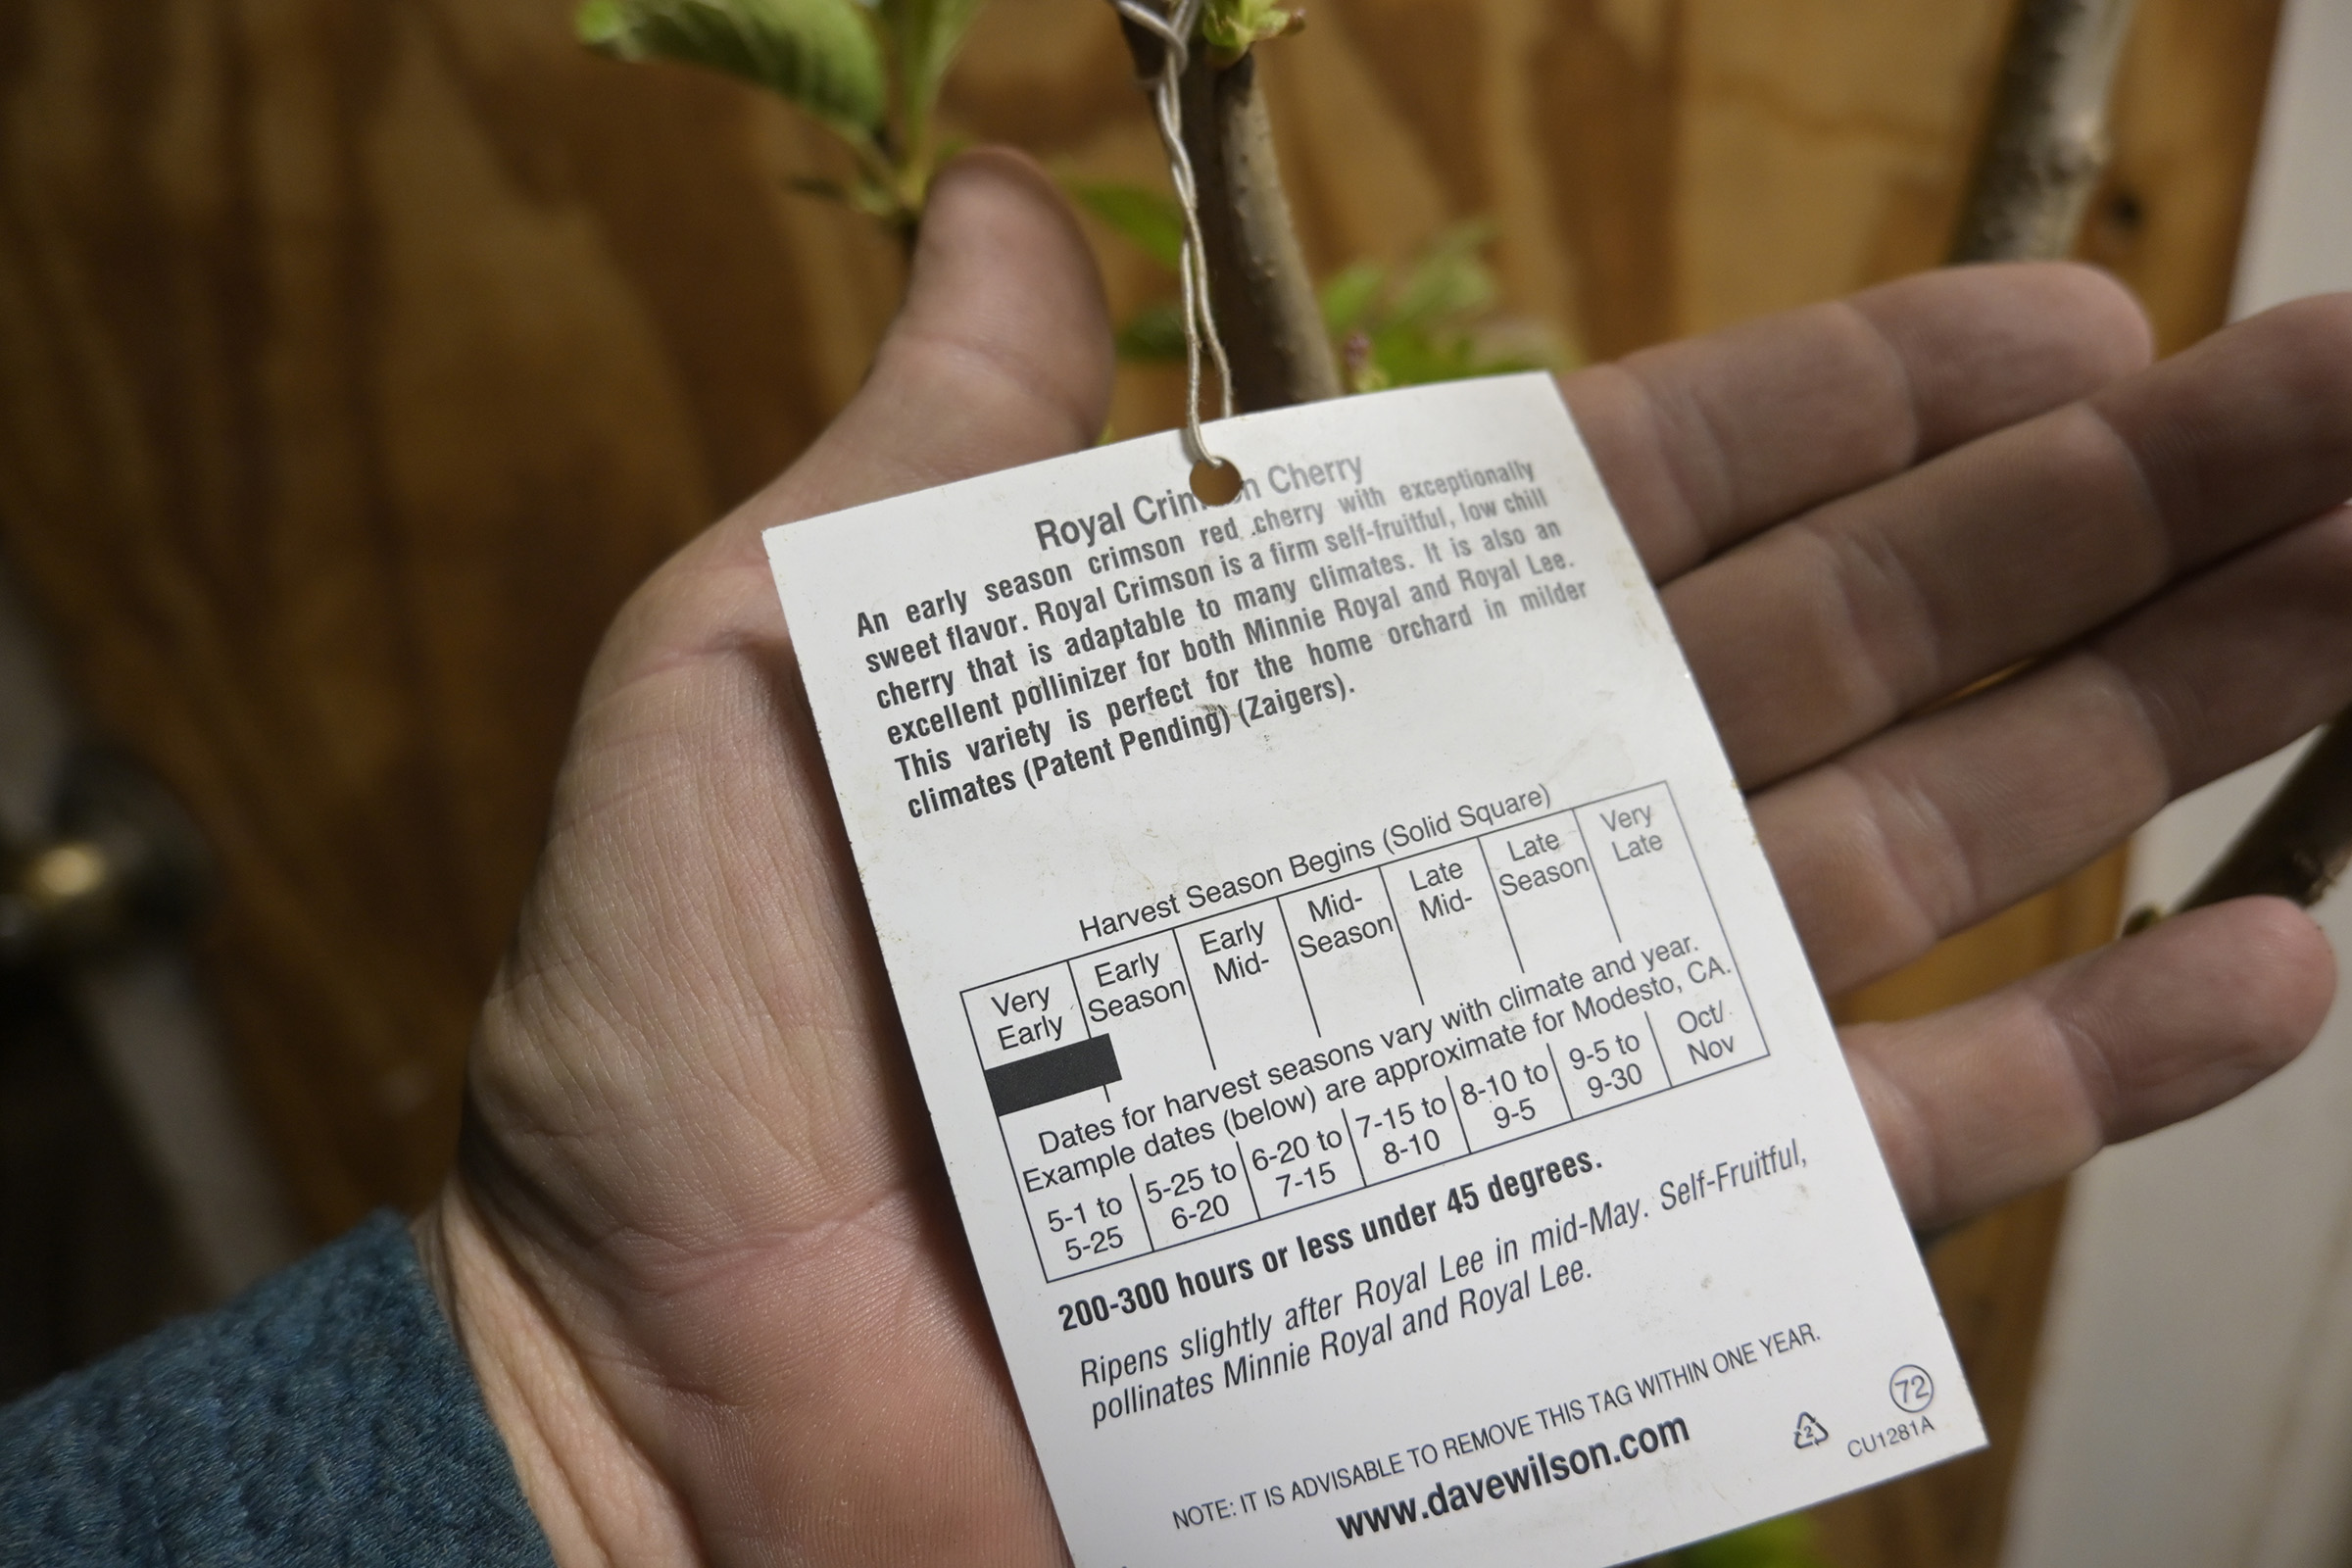 Royal Crimson Cherry
An early season crimson red cherry with exceptionally
sweet flavor. Royal Crimson is a firm self-fruitful, low chill
cherry that is adaptable to many climates. It is also an
excellent pollinizer for both Minnie Royal and Royal Lee.
This variety is perfect for the home orchard in milder
climates (Patent Pending) (Zaigers).
Harvest Season Begins (Solid Square)
Very Early
Early Season
Early Mid-
Mid-Season
Late Mid-
Late Season
Very Late
Dates for harvest seasons vary with climate and year.
Example dates (below) are approximate for Modesto, CA.
5-1 to 5-25
5-25 to 6-20
6-20 to 7-15
7-15 to 8-10
8-10 to 9-5
9-5 to 9-30
Oct/ Nov
200-300 hours or less under 45 degrees.
Ripens slightly after Royal Lee in mid-May. Self-Fruitful,
pollinates Minnie Royal and Royal Lee.
NOTE: IT IS ADVISABLE TO REMOVE THIS TAG WITHIN ONE YEAR.
www.davewilson.com
2
72
CU1281A